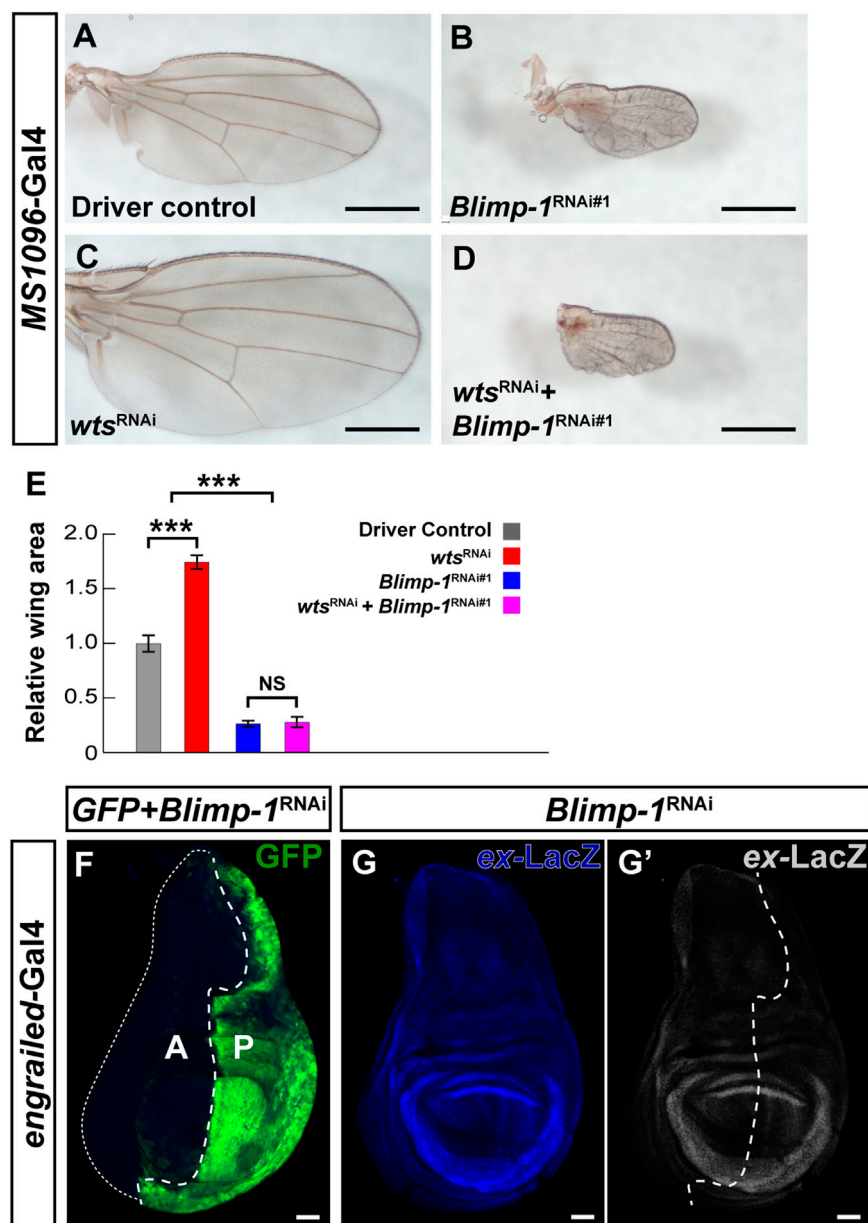 MS1096-Gal4
A
Driver control
B
Blimp-1RNAi#1
C
wtsRNAi
D
wtsRNAi+
Blimp-1RNAi#1
E
Relative wing area
2.0
1.5
1.0
0.5
0
***
***
NS
Driver Control
wtsRNAi
Blimp-1RNAi#1
wtsRNAi + Blimp-1RNAi#1
GFP+Blimp-1RNAi
Blimp-1RNAi
engrailed-Gal4
F
GFP
A
P
G
ex-LacZ
G’
ex-LacZ